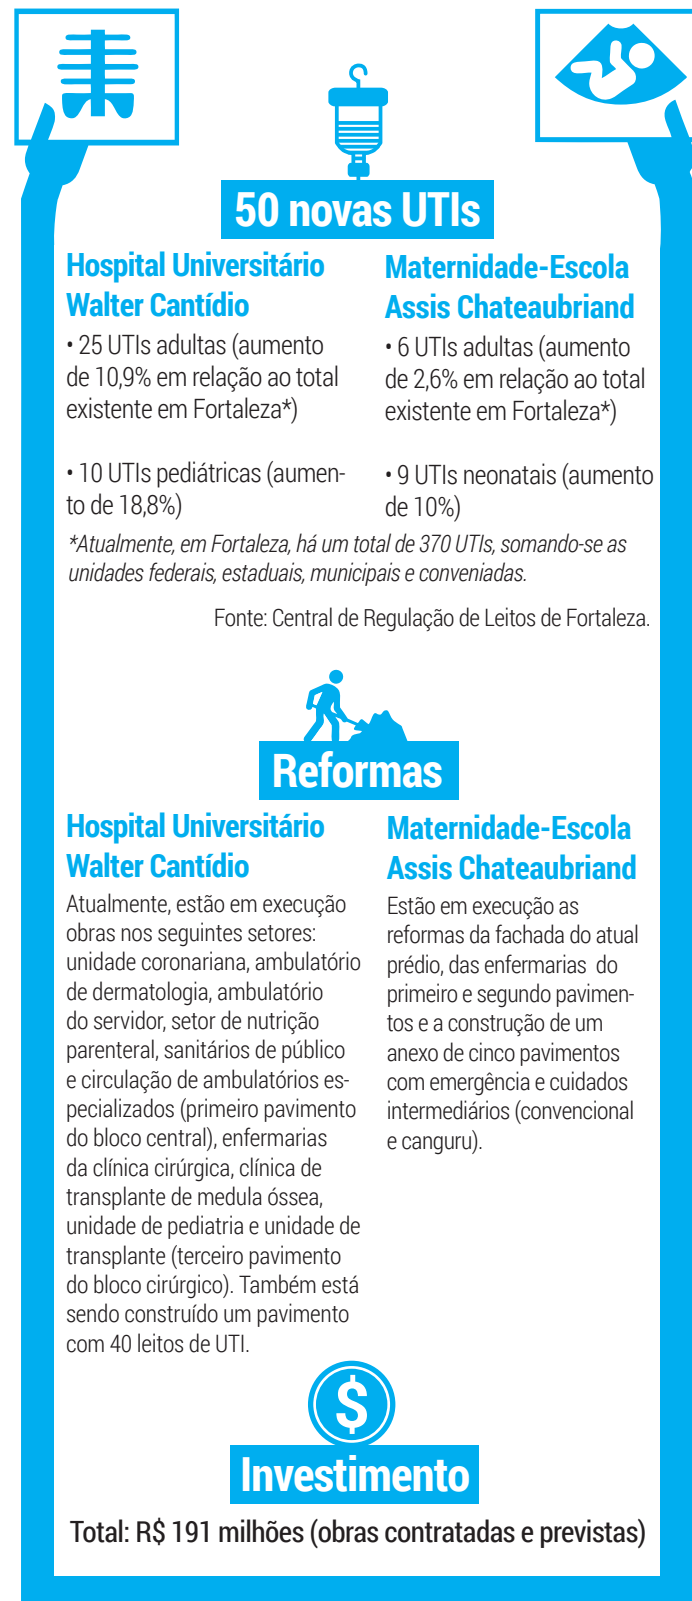 50 novas UTIs
Hospital Universitário
Walter Cantídio
• 25 UTIs adultas (aumento
de 10,9% em relação ao total
existente em Fortaleza*)
• 10 UTIs pediátricas (aumen-
to de 18,8%)
Maternidade-Escola
Assis Chateaubriand
• 6 UTIs adultas (aumento
de 2,6% em relação ao total
existente em Fortaleza*)
• 9 UTIs neonatais (aumento
de 10%)
*Atualmente, em Fortaleza, há um total de 370 UTIs, somando-se as
unidades federais, estaduais, municipais e conveniadas.
Fonte: Central de Regulação de Leitos de Fortaleza.
Reformas
Hospital Universitário
Walter Cantídio
Atualmente, estão em execução
obras nos seguintes setores:
unidade coronariana, ambulatório
de dermatologia, ambulatório
do servidor, setor de nutrição
parenteral, sanitários de público
e circulação de ambulatórios es-
pecializados (primeiro pavimento
do bloco central), enfermarias
da clínica cirúrgica, clínica de
transplante de medula óssea,
unidade de pediatria e unidade de
transplante (terceiro pavimento
do bloco cirúrgico). Também está
sendo construído um pavimento
com 40 leitos de UTI.
Maternidade-Escola
Assis Chateaubriand
Estão em execução as
reformas da fachada do atual
prédio, das enfermarias do
primeiro e segundo pavimen-
tos e a construção de um
anexo de cinco pavimentos
com emergência e cuidados
intermediários (convencional
e canguru).
$
Investimento
Total: R$ 191 milhões (obras contratadas e previstas)